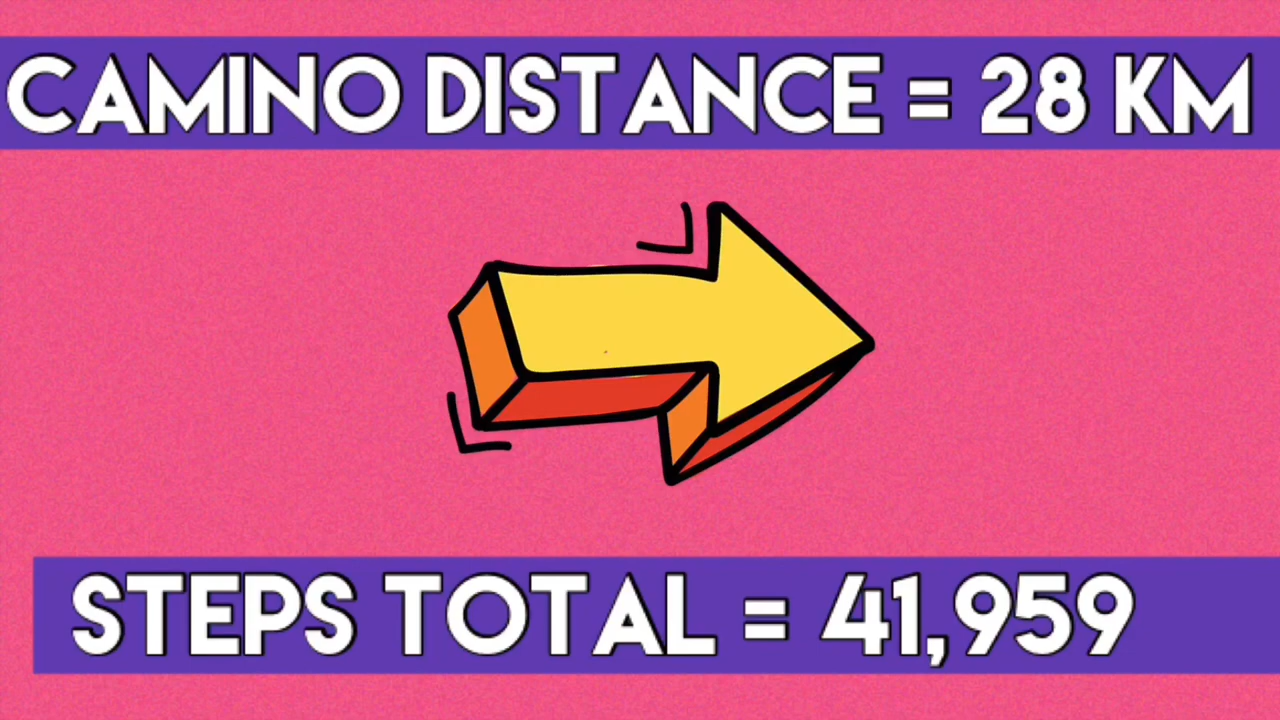 CAMINO DISTANCE = 28 KM
STEPS TOTAL = 41,959